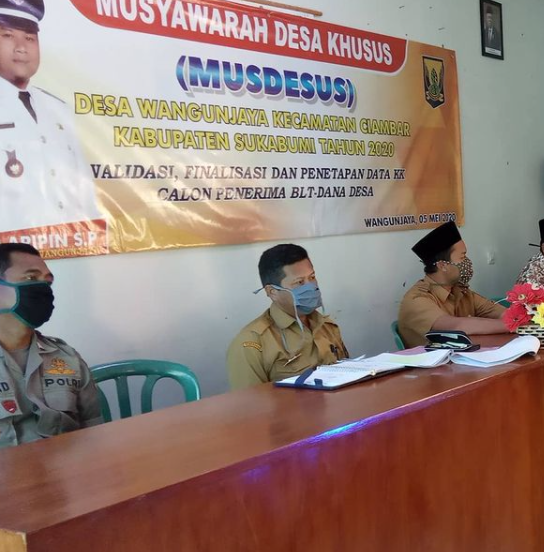 MUSYAWARAH DESA KHUSUS
(MUSDESUS)
DESA WANGUNJAYA KECAMATAN CIAMBAR
KABUPATEN SUKABUMI TAHUN 2020
VALIDASI, FINALISASI DAN PENETAPAN DATA KK
CALON PENERIMA BLT-DANA DESA
WANGUNJAYA, 05 MEI 2020
ARIPIN S.P
POL